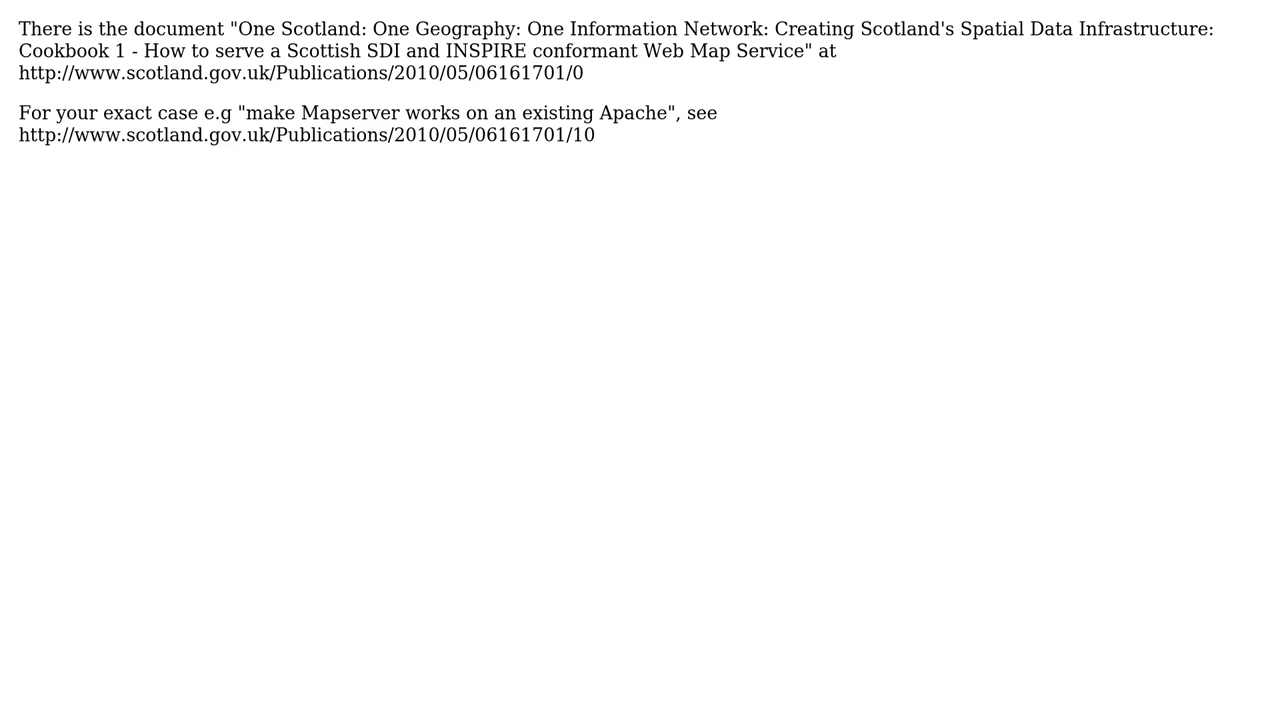 There is the document "One Scotland: One Geography: One Information Network: Creating Scotland's Spatial Data Infrastructure:
Cookbook 1 - How to serve a Scottish SDI and INSPIRE conformant Web Map Service" at
http://www.scotland.gov.uk/Publications/2010/05/06161701/0
For your exact case e.g "make Mapserver works on an existing Apache", see
http://www.scotland.gov.uk/Publications/2010/05/06161701/10